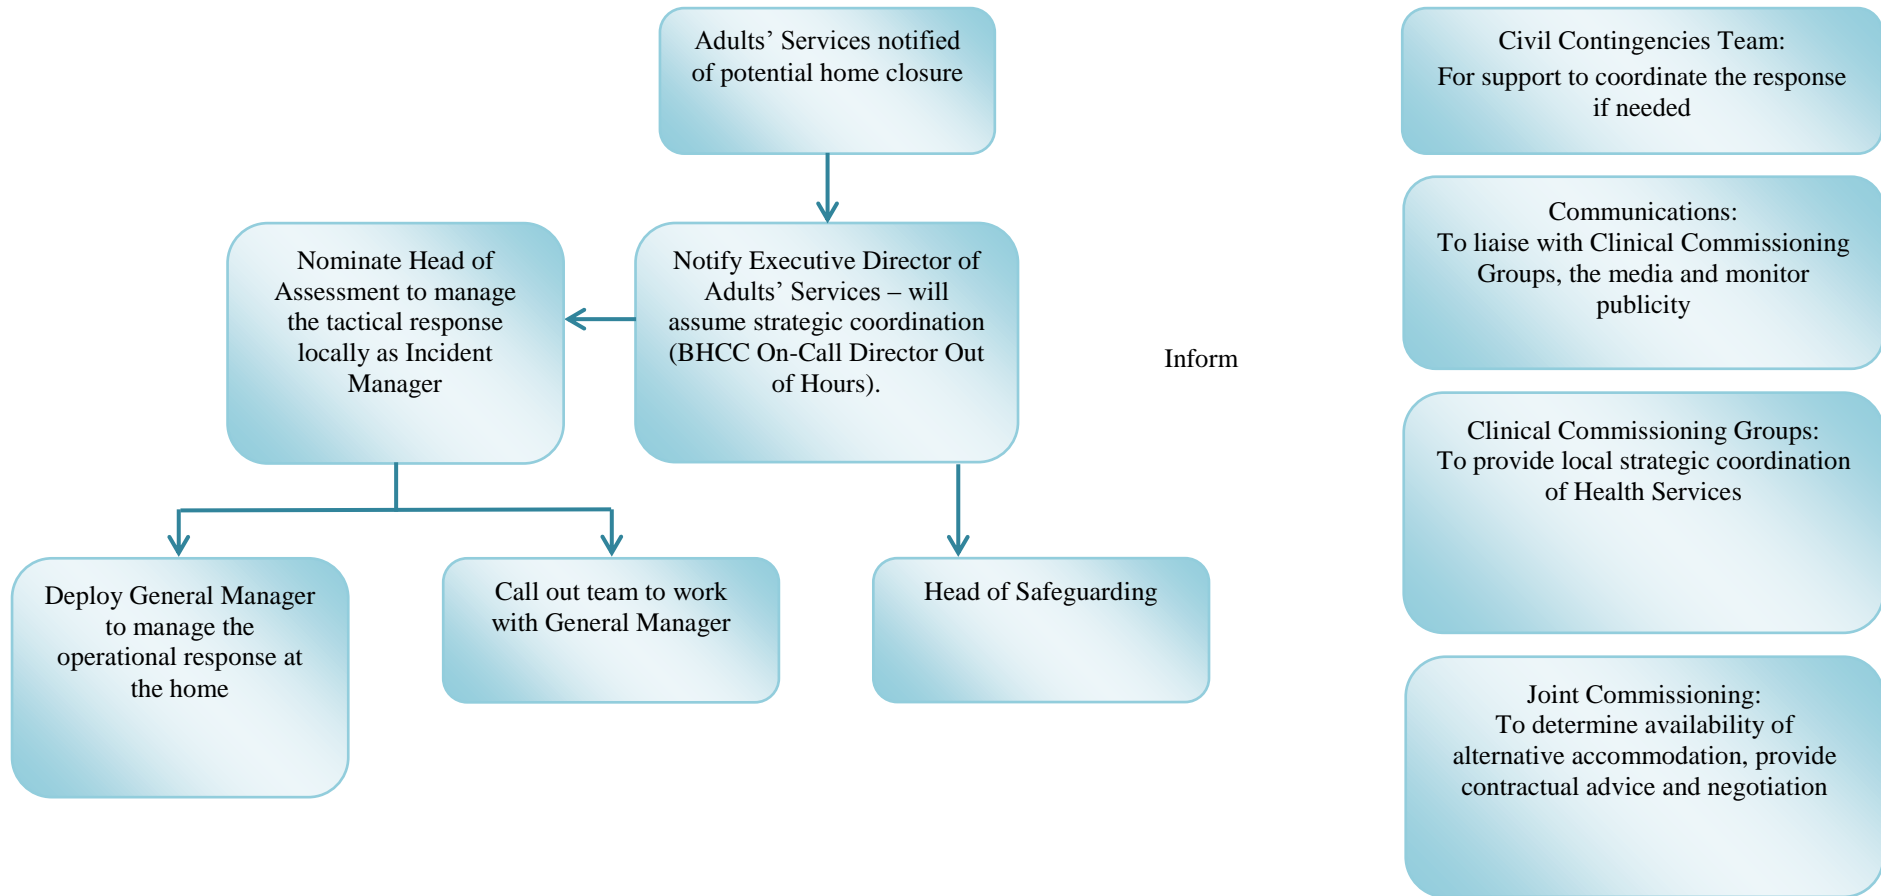 Adults’ Services notified
of potential home closure
Nominate Head of
Assessment to manage
the tactical response
locally as Incident
Manager
Notify Executive Director of
Adults’ Services – will
assume strategic coordination
(BHCC On-Call Director Out
of Hours).
Deploy General Manager
to manage the
operational response at
the home
Call out team to work
with General Manager
Head of Safeguarding
Inform
Civil Contingencies Team:
For support to coordinate the response
if needed
Communications:
To liaise with Clinical Commissioning
Groups, the media and monitor
publicity
Clinical Commissioning Groups:
To provide local strategic coordination
of Health Services
Joint Commissioning:
To determine availability of
alternative accommodation, provide
contractual advice and negotiation